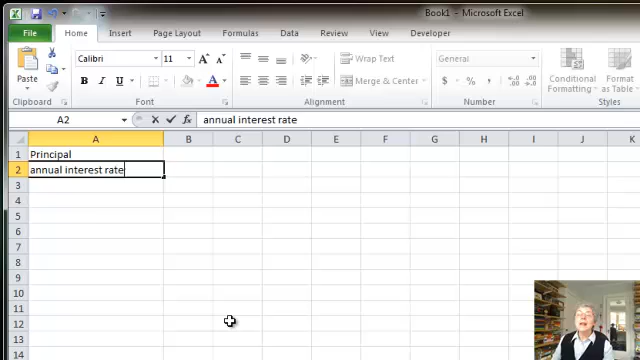 Book1 - Microsoft Excel
File Home Insert Page Layout Formulas Data Review View Developer
Paste Calibri 11 A A Wrap Text General Conditional Format
B I U A Merge & Center $ % , Formatting as Table
Clipboard Font Alignment Number Styles
A2 fx annual interest rate
A B C D E F G H I J K
1 Principal
2 annual interest rate
3
4
5
6
7
8
9
10
11
12
13
14